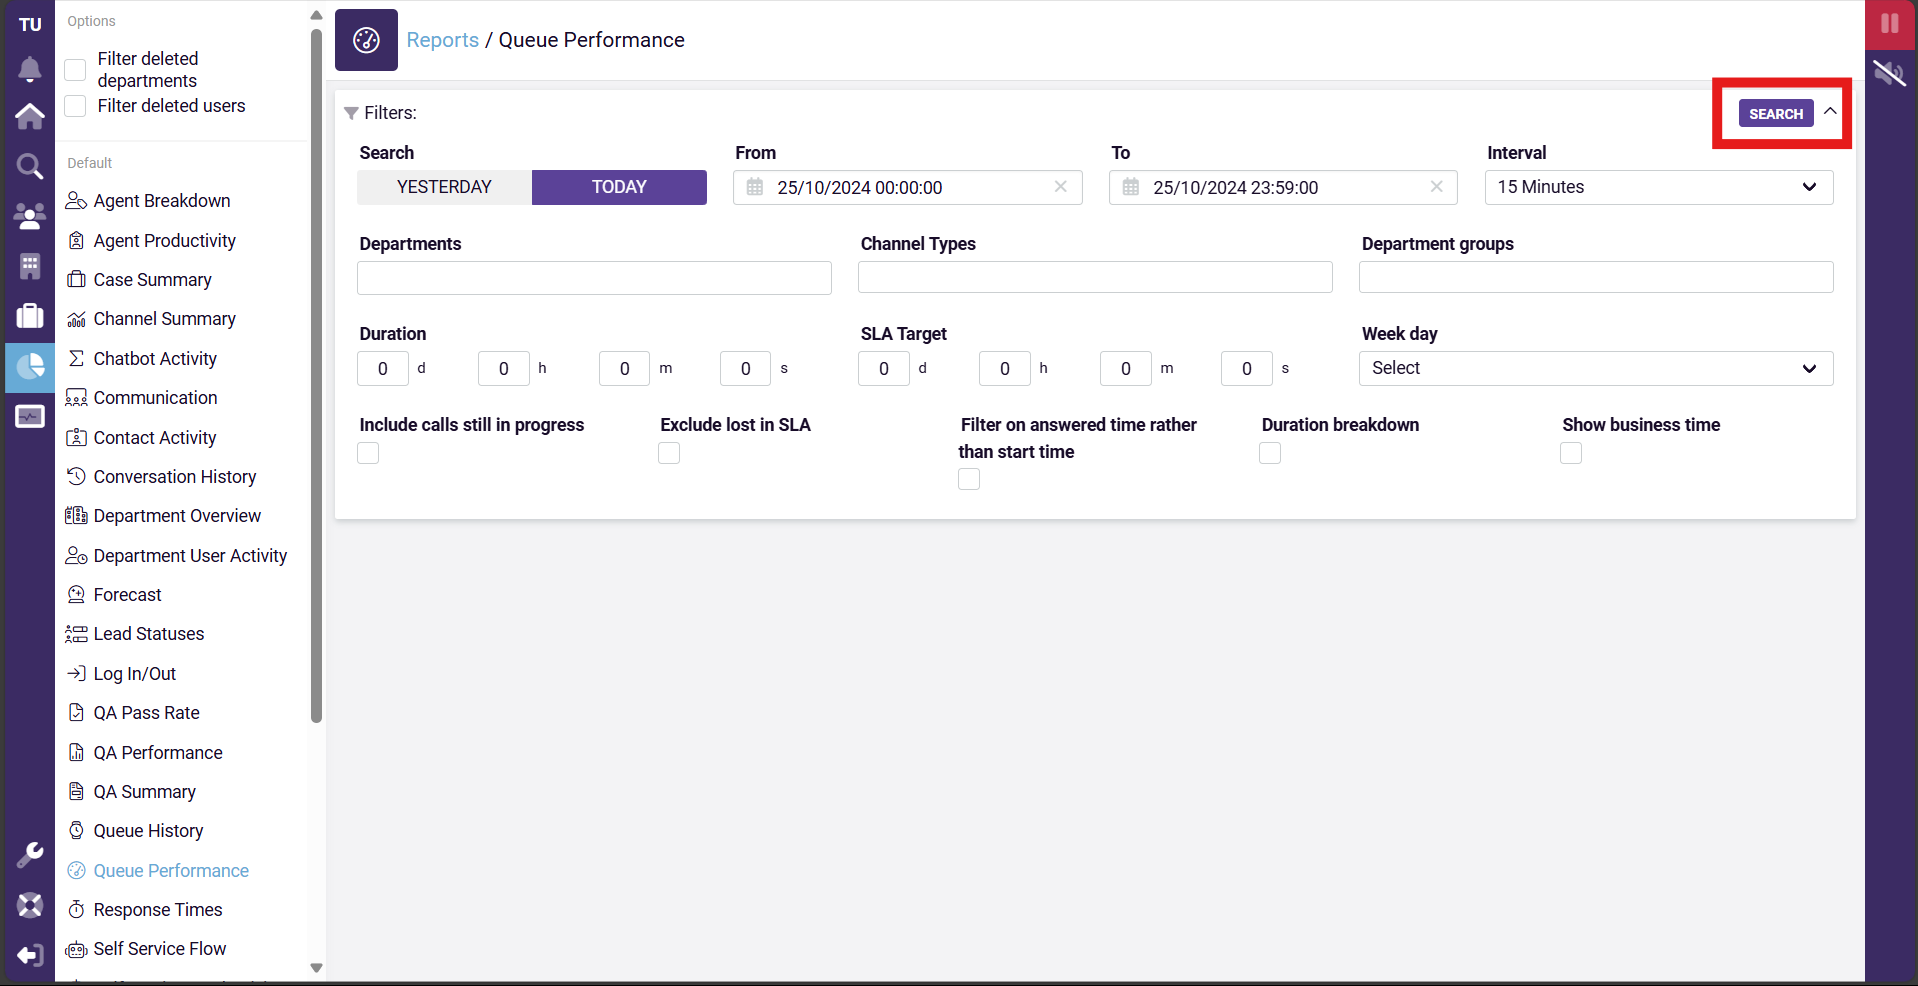 TU
Options
Filter deleted
departments
Filter deleted users
Default
Agent Breakdown
Agent Productivity
Case Summary
Channel Summary
Chatbot Activity
Communication
Contact Activity
Conversation History
Department Overview
Department User Activity
Forecast
Lead Statuses
Log In/Out
QA Pass Rate
QA Performance
QA Summary
Queue History
Queue Performance
Response Times
Self Service Flow
Reports / Queue Performance
Filters:
SEARCH
Search
YESTERDAY TODAY
From
25/10/2024 00:00:00
To
25/10/2024 23:59:00
Interval
15 Minutes
Departments
Channel Types
Department groups
Duration
0 d 0 h 0 m 0 s
SLA Target
0 d 0 h 0 m 0 s
Week day
Select
Include calls still in progress
Exclude lost in SLA
Filter on answered time rather
than start time
Duration breakdown
Show business time